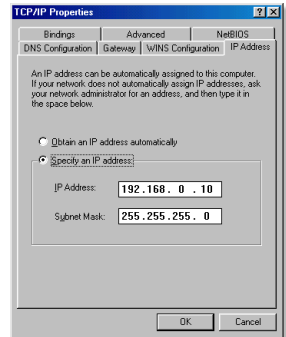 TCP/IP Properties
Bindings Advanced NetBIOS
DNS Configuration Gateway WINS Configuration IP Address
An IP address can be automatically assigned to this computer.
If your network does not automatically assign IP addresses, ask
your network administrator for an address, and then type it in
the space below.
Obtain an IP address automatically
Specify an IP address:
IP Address: 192.168. 0 .10
Subnet Mask: 255.255.255. 0
OK Cancel